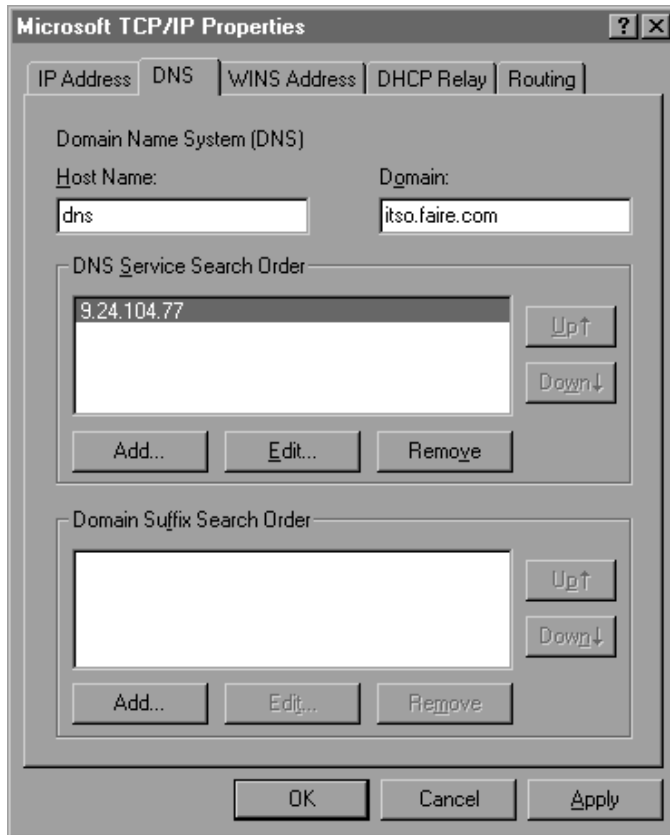 Microsoft TCP/IP Properties ? ×
IP Address DNS WINS Address DHCP Relay Routing
Domain Name System (DNS)
Host Name: Domain:
dns itso.faire.com
DNS Service Search Order
9.24.104.77
Up↑
Down↓
Add... Edit... Remove
Domain Suffix Search Order
Up↑
Down↓
Add... Edit... Remove
OK Cancel Apply